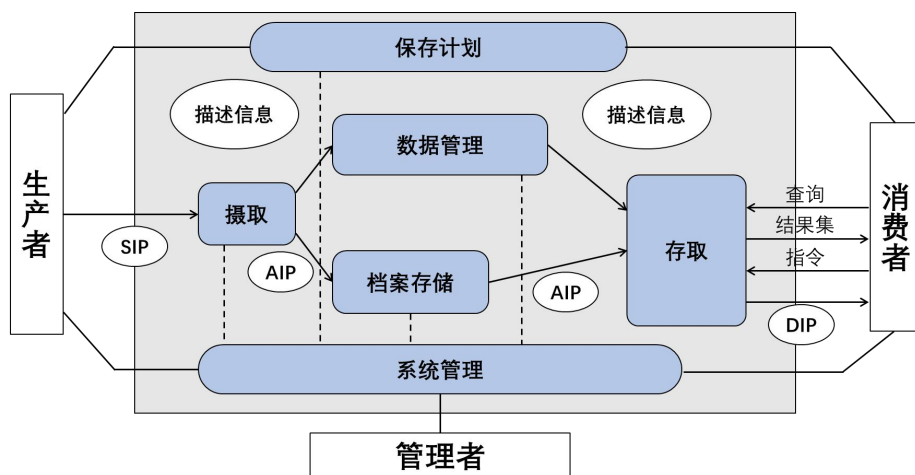 保存计划
描述信息
描述信息
数据管理
生产者
摄取
SIP
AIP
档案存储
AIP
存取
查询
结果集
指令
DIP
消费者
系统管理
管理者